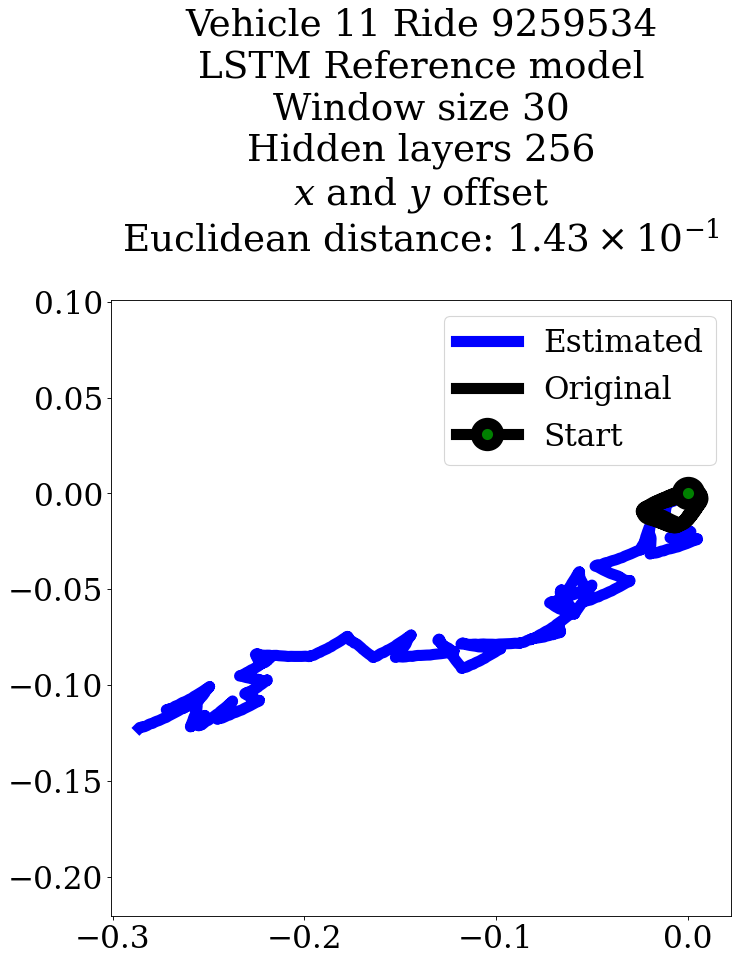 Vehicle 11 Ride 9259534
LSTM Reference model
Window size 30
Hidden layers 256
x and y offset
Euclidean distance: 1.43 × 10⁻¹
Estimated
Original
Start
0.10
0.05
0.00
−0.05
−0.10
−0.15
−0.20
−0.3 −0.2 −0.1 0.0